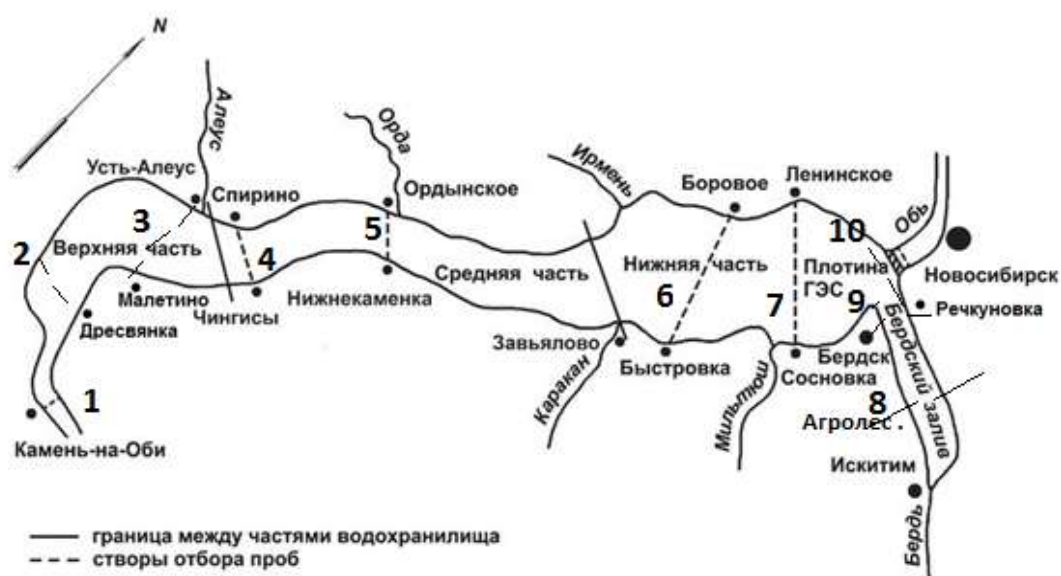 N
Алеус
Орда
Усть-Алеус
Спирино
Ордынское
Ирмень
Боровое
Ленинское
Обь
2
3
Верхняя часть
4
5
Средняя часть
Нижняя часть
6
7
10
Плотина
ГЭС
9
Новосибирск
Речкуновка
Малетино
Чингисы
Нижнекаменка
Дресвянка
Завьялово
Быстровка
Каракан
Мильтюш
Сосновка
Бердск
Бердский залив
8
Агролес.
1
Камень-на-Оби
Искитим
Бердь
граница между частями водохранилища
створы отбора проб